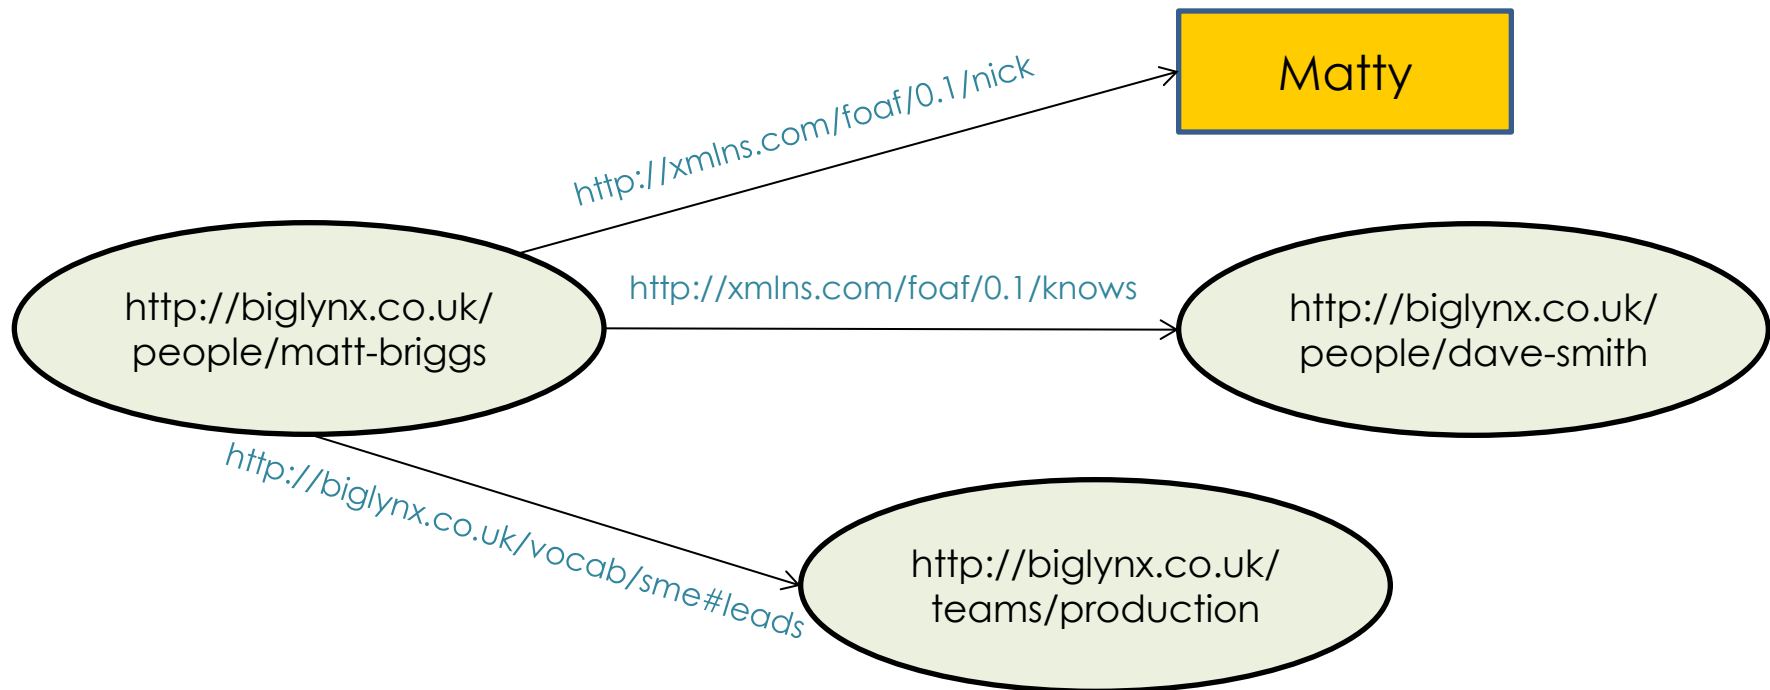 Matty
http://xmlns.com/foaf/0.1/nick
http://biglynx.co.uk/
people/matt-briggs
http://xmlns.com/foaf/0.1/knows
http://biglynx.co.uk/
people/dave-smith
http://biglynx.co.uk/vocab/sme#leads
http://biglynx.co.uk/
teams/production